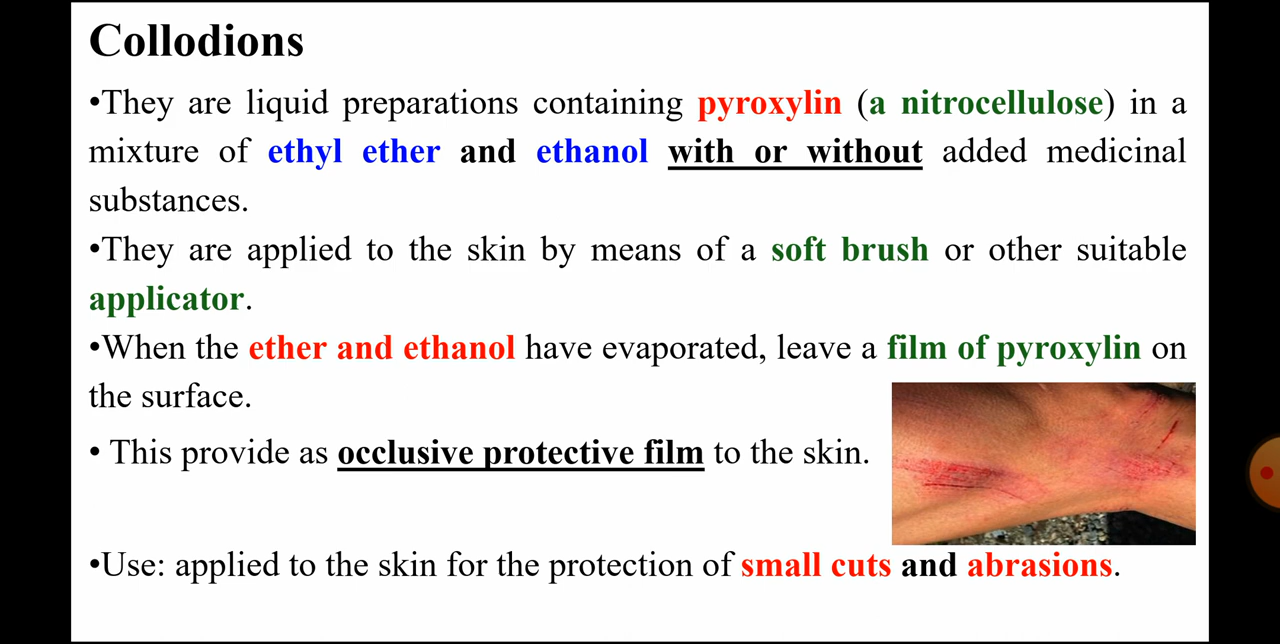 Collodions
•They are liquid preparations containing pyroxylin (a nitrocellulose) in a
mixture of ethyl ether and ethanol with or without added medicinal
substances.
•They are applied to the skin by means of a soft brush or other suitable
applicator.
•When the ether and ethanol have evaporated, leave a film of pyroxylin on
the surface.
• This provide as occlusive protective film to the skin.
•Use: applied to the skin for the protection of small cuts and abrasions.